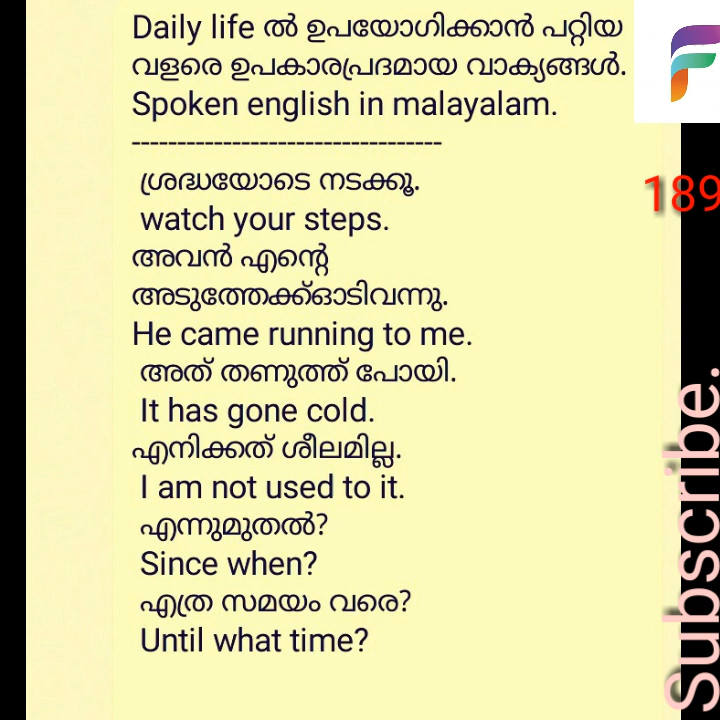 Daily life ൽ ഉപയോഗിക്കാൻ പറ്റിയ
വളരെ ഉപകാരപ്രദമായ വാക്യങ്ങൾ.
Spoken english in malayalam.
----------------------------------
ശ്രദ്ധയോടെ നടക്കൂ.
watch your steps.
അവൻ എന്റെ
അടുത്തേക്ക്ഓടിവന്നു.
He came running to me.
അത് തണുത്ത് പോയി.
It has gone cold.
എനിക്കത് ശീലമില്ല.
I am not used to it.
എന്നുമുതൽ?
Since when?
എത്ര സമയം വരെ?
Until what time?
189
Subscribe.